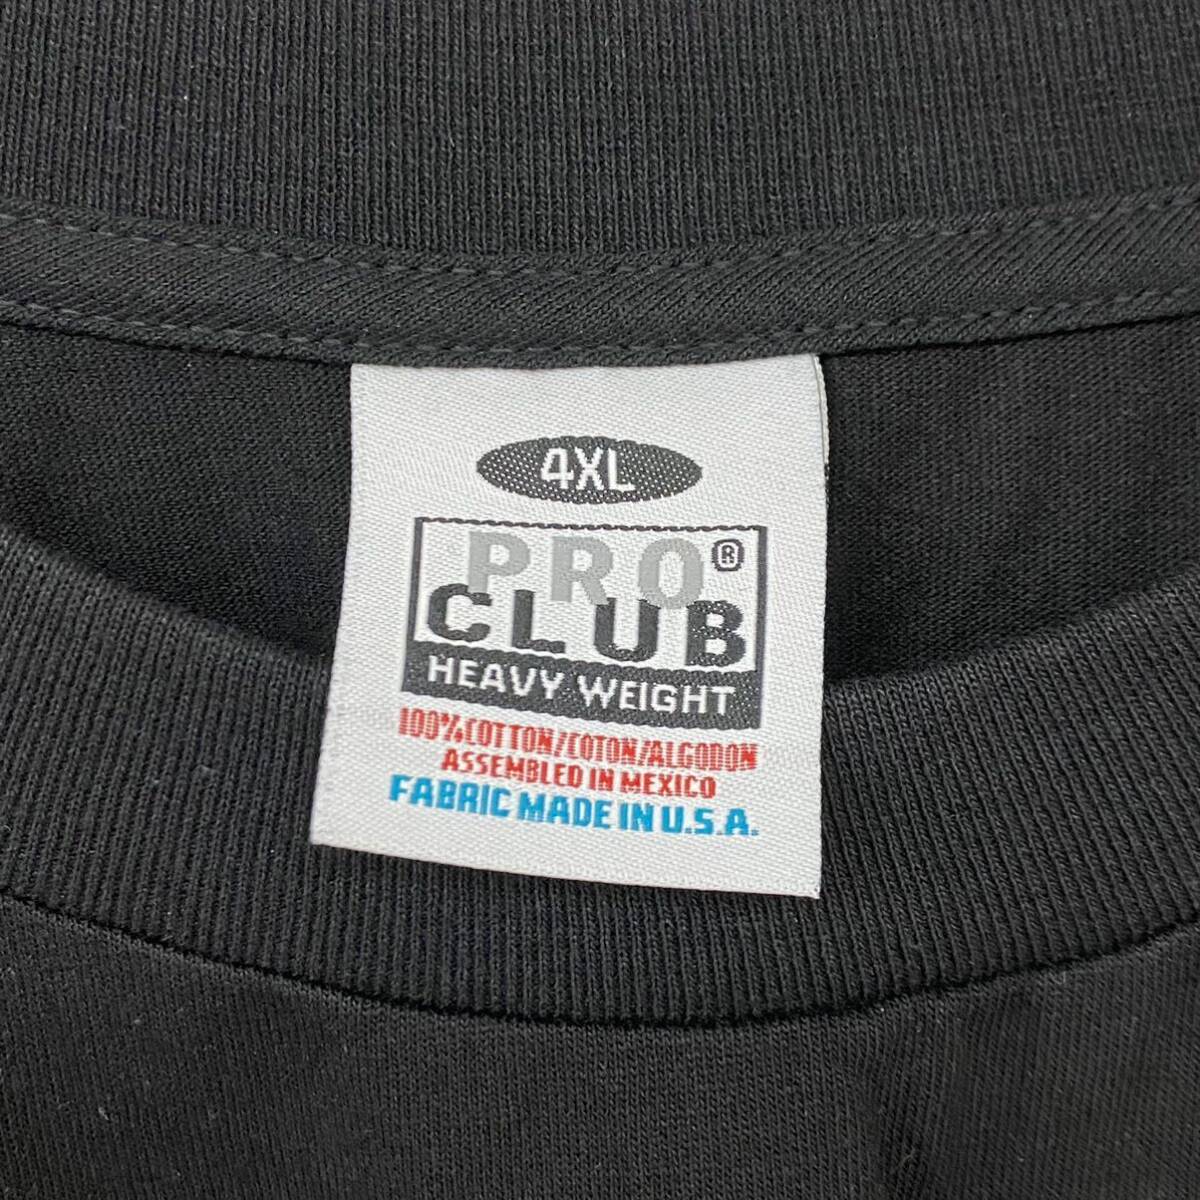 4XL
PRO®
CLUB
HEAVY WEIGHT
100%COTTON/COTON/ALGODON
ASSEMBLED IN MEXICO
FABRIC MADE IN U.S.A.